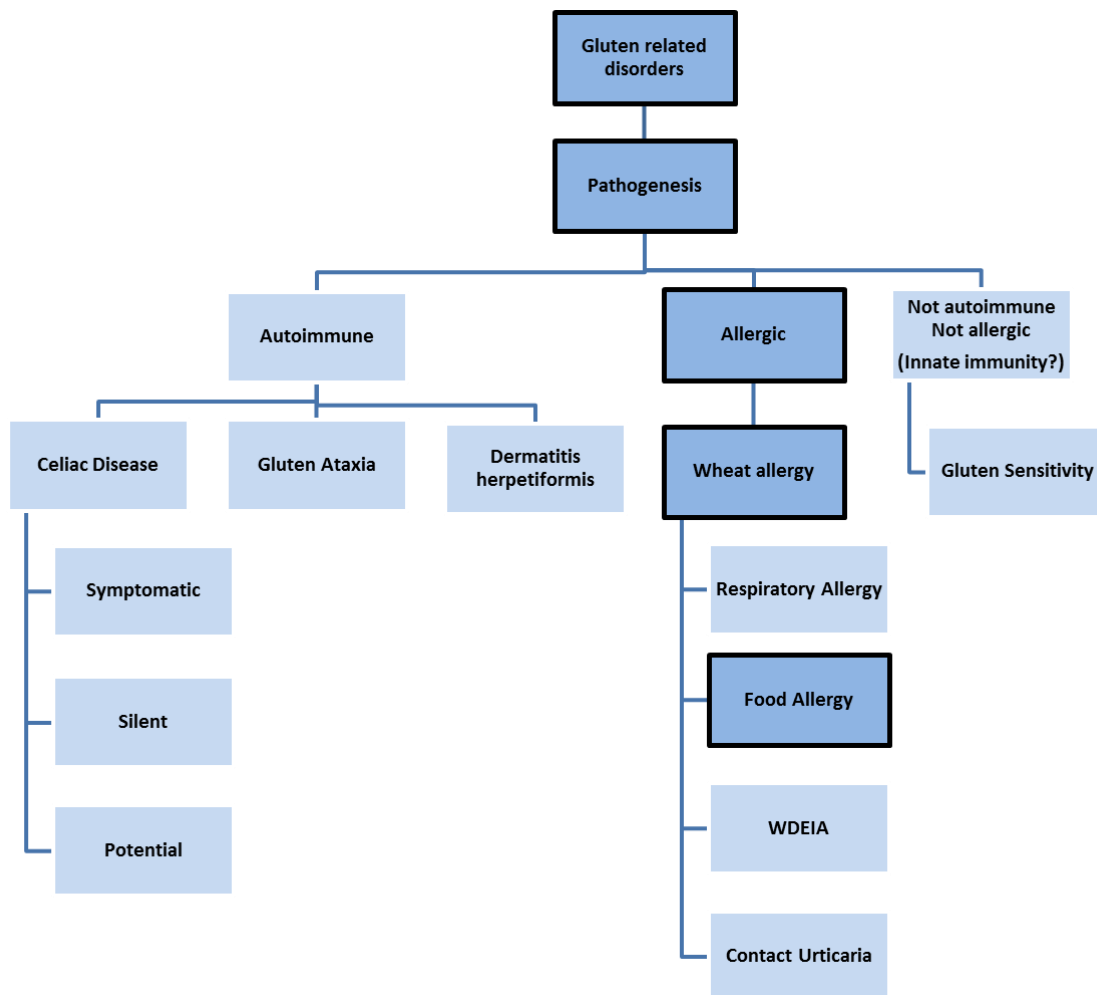 Gluten related
disorders
Pathogenesis
Autoimmune
Allergic
Not autoimmune
Not allergic
(Innate immunity?)
Celiac Disease
Gluten Ataxia
Dermatitis
herpetiformis
Wheat allergy
Gluten Sensitivity
Symptomatic
Silent
Potential
Respiratory Allergy
Food Allergy
WDEIA
Contact Urticaria